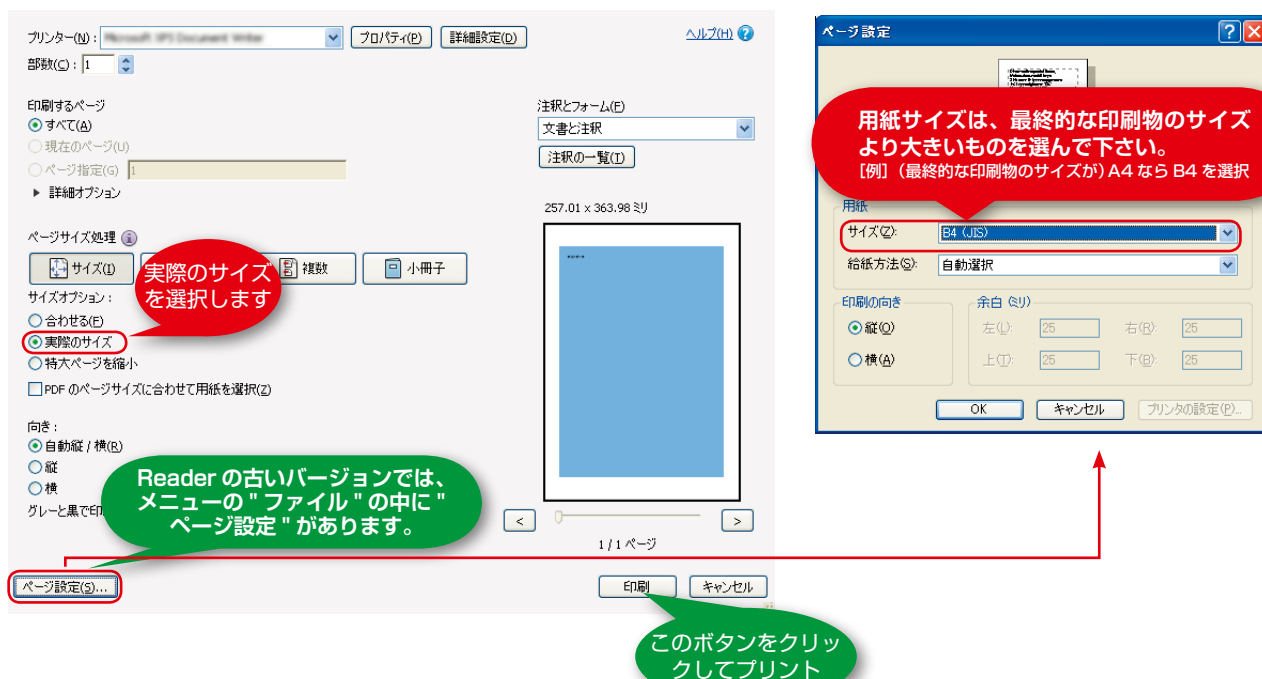 プリンター(N):
プロパティ(P)
詳細設定(D)
ヘルプ(H)
部数(C): 1
印刷するページ
すべて(A)
現在のページ(U)
ページ指定(G) 1
詳細オプション
注釈とフォーム(F)
文書と注釈
注釈の一覧(T)
257.01 x 363.98 ミリ
ページサイズ処理
サイズ(I)
複数
小冊子
実際のサイズ
を選択します
サイズオプション:
合わせる(F)
実際のサイズ
特大ページを縮小
PDF のページサイズに合わせて用紙を選択(Z)
向き:
自動縦 / 横(R)
縦
横
グレーと黒で印
Reader の古いバージョンでは、
メニューの " ファイル " の中に "
ページ設定 " があります。
<
>
1 / 1 ページ
ページ設定(S)...
印刷
キャンセル
このボタンをクリッ
クしてプリント
ページ設定
用紙サイズは、最終的な印刷物のサイズ
より大きいものを選んで下さい。
[例](最終的な印刷物のサイズが) A4 なら B4 を選択
用紙
サイズ(Z): B4 (JIS)
給紙方法(S): 自動選択
印刷の向き
縦(O)
横(A)
余白 (ミリ)
左(L): 25 右(R): 25
上(T): 25 下(B): 25
OK
キャンセル
プリンタの設定(P)...